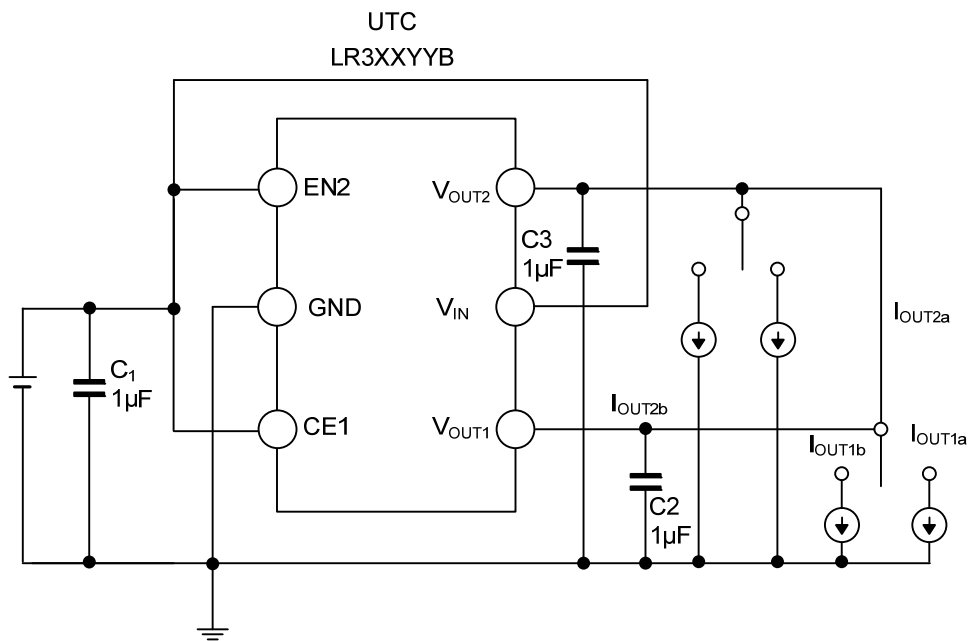 UTC
LR3XXYYB
EN2
VOUT2
C3
1µF
GND
VIN
IOUT2a
C1
1µF
CE1
VOUT1
IOUT2b
IOUT1b
IOUT1a
C2
1µF